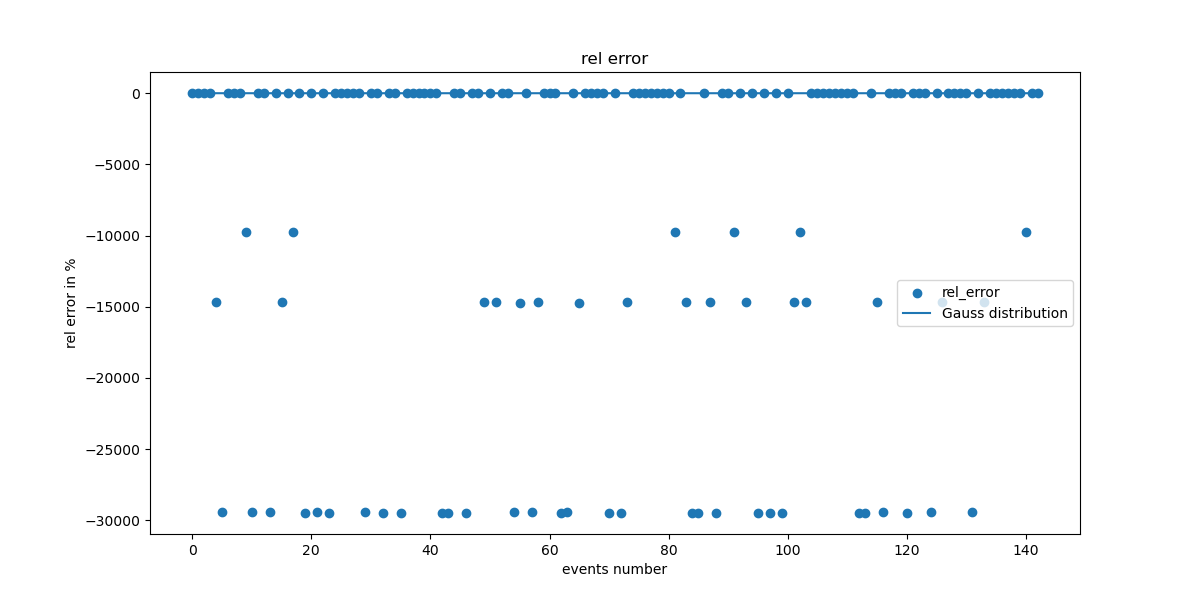 rel error
0
−5000
−10000
−15000
−20000
−25000
−30000
rel error in %
rel_error
Gauss distribution
0 20 40 60 80 100 120 140
events number